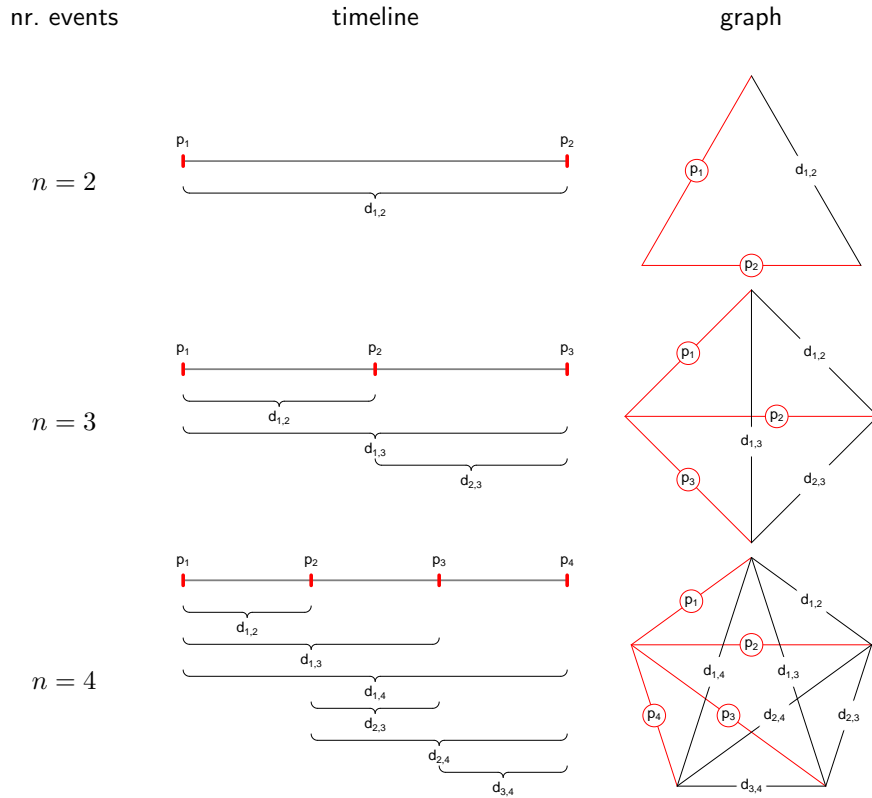 nr. events timeline graph
p1 p2
n = 2
d1,2
p1
d1,2
p2
p1 p2 p3
n = 3
d1,2
d1,3
d2,3
p1
d1,2
p2
d1,3
p3
d2,3
p1 p2 p3 p4
n = 4
d1,2
d1,3
d1,4
d2,3
d2,4
d3,4
p1
d1,2
p2
d1,4 d1,3
p4 p3 d2,4 d2,3
d3,4